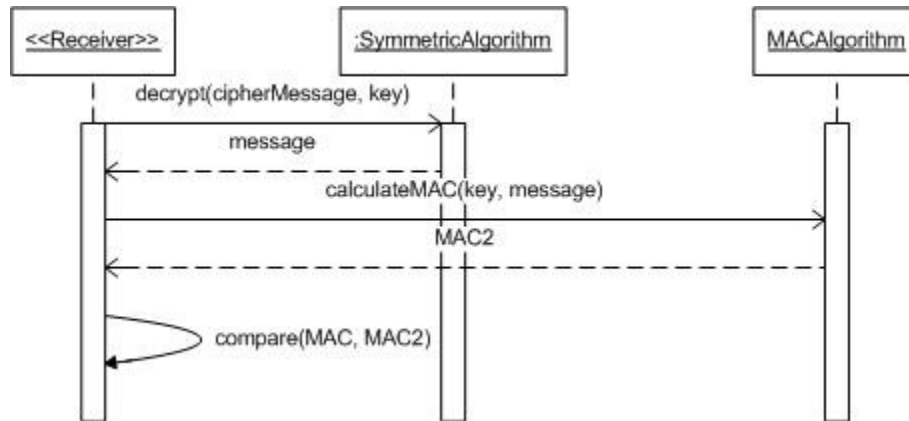 <<Receiver>>
:SymmetricAlgorithm
MACAlgorithm
decrypt(cipherMessage, key)
message
calculateMAC(key, message)
MAC2
compare(MAC, MAC2)